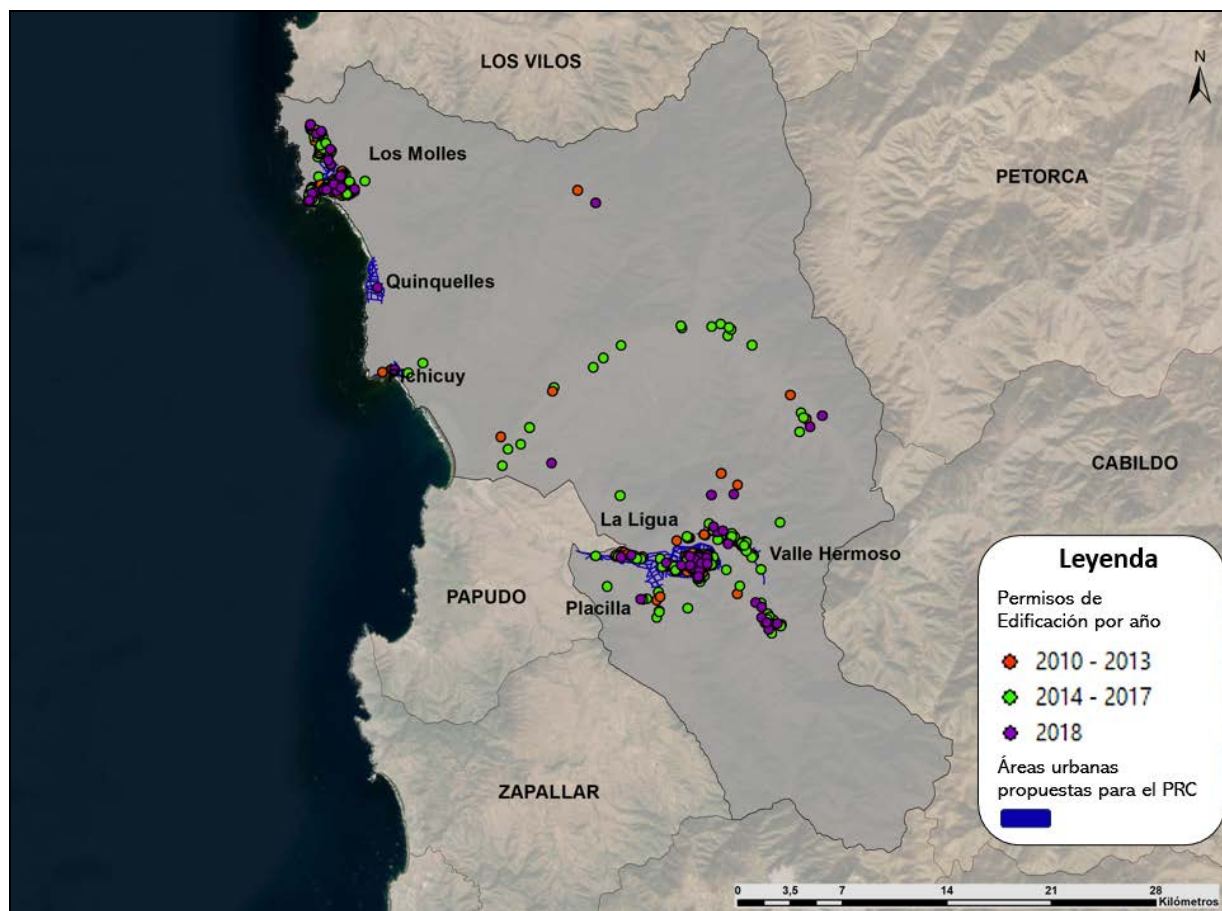 LOS VILOS
N
Los Molles
PETORCA
Quinquelles
Pichicuy
CABILDO
La Ligua
Valle Hermoso
PAPUDO
Placilla
ZAPALLAR
Leyenda
Permisos de
Edificación por año
2010 - 2013
2014 - 2017
2018
Áreas urbanas
propuestas para el PRC
0 3,5 7 14 21 28
Kilómetros